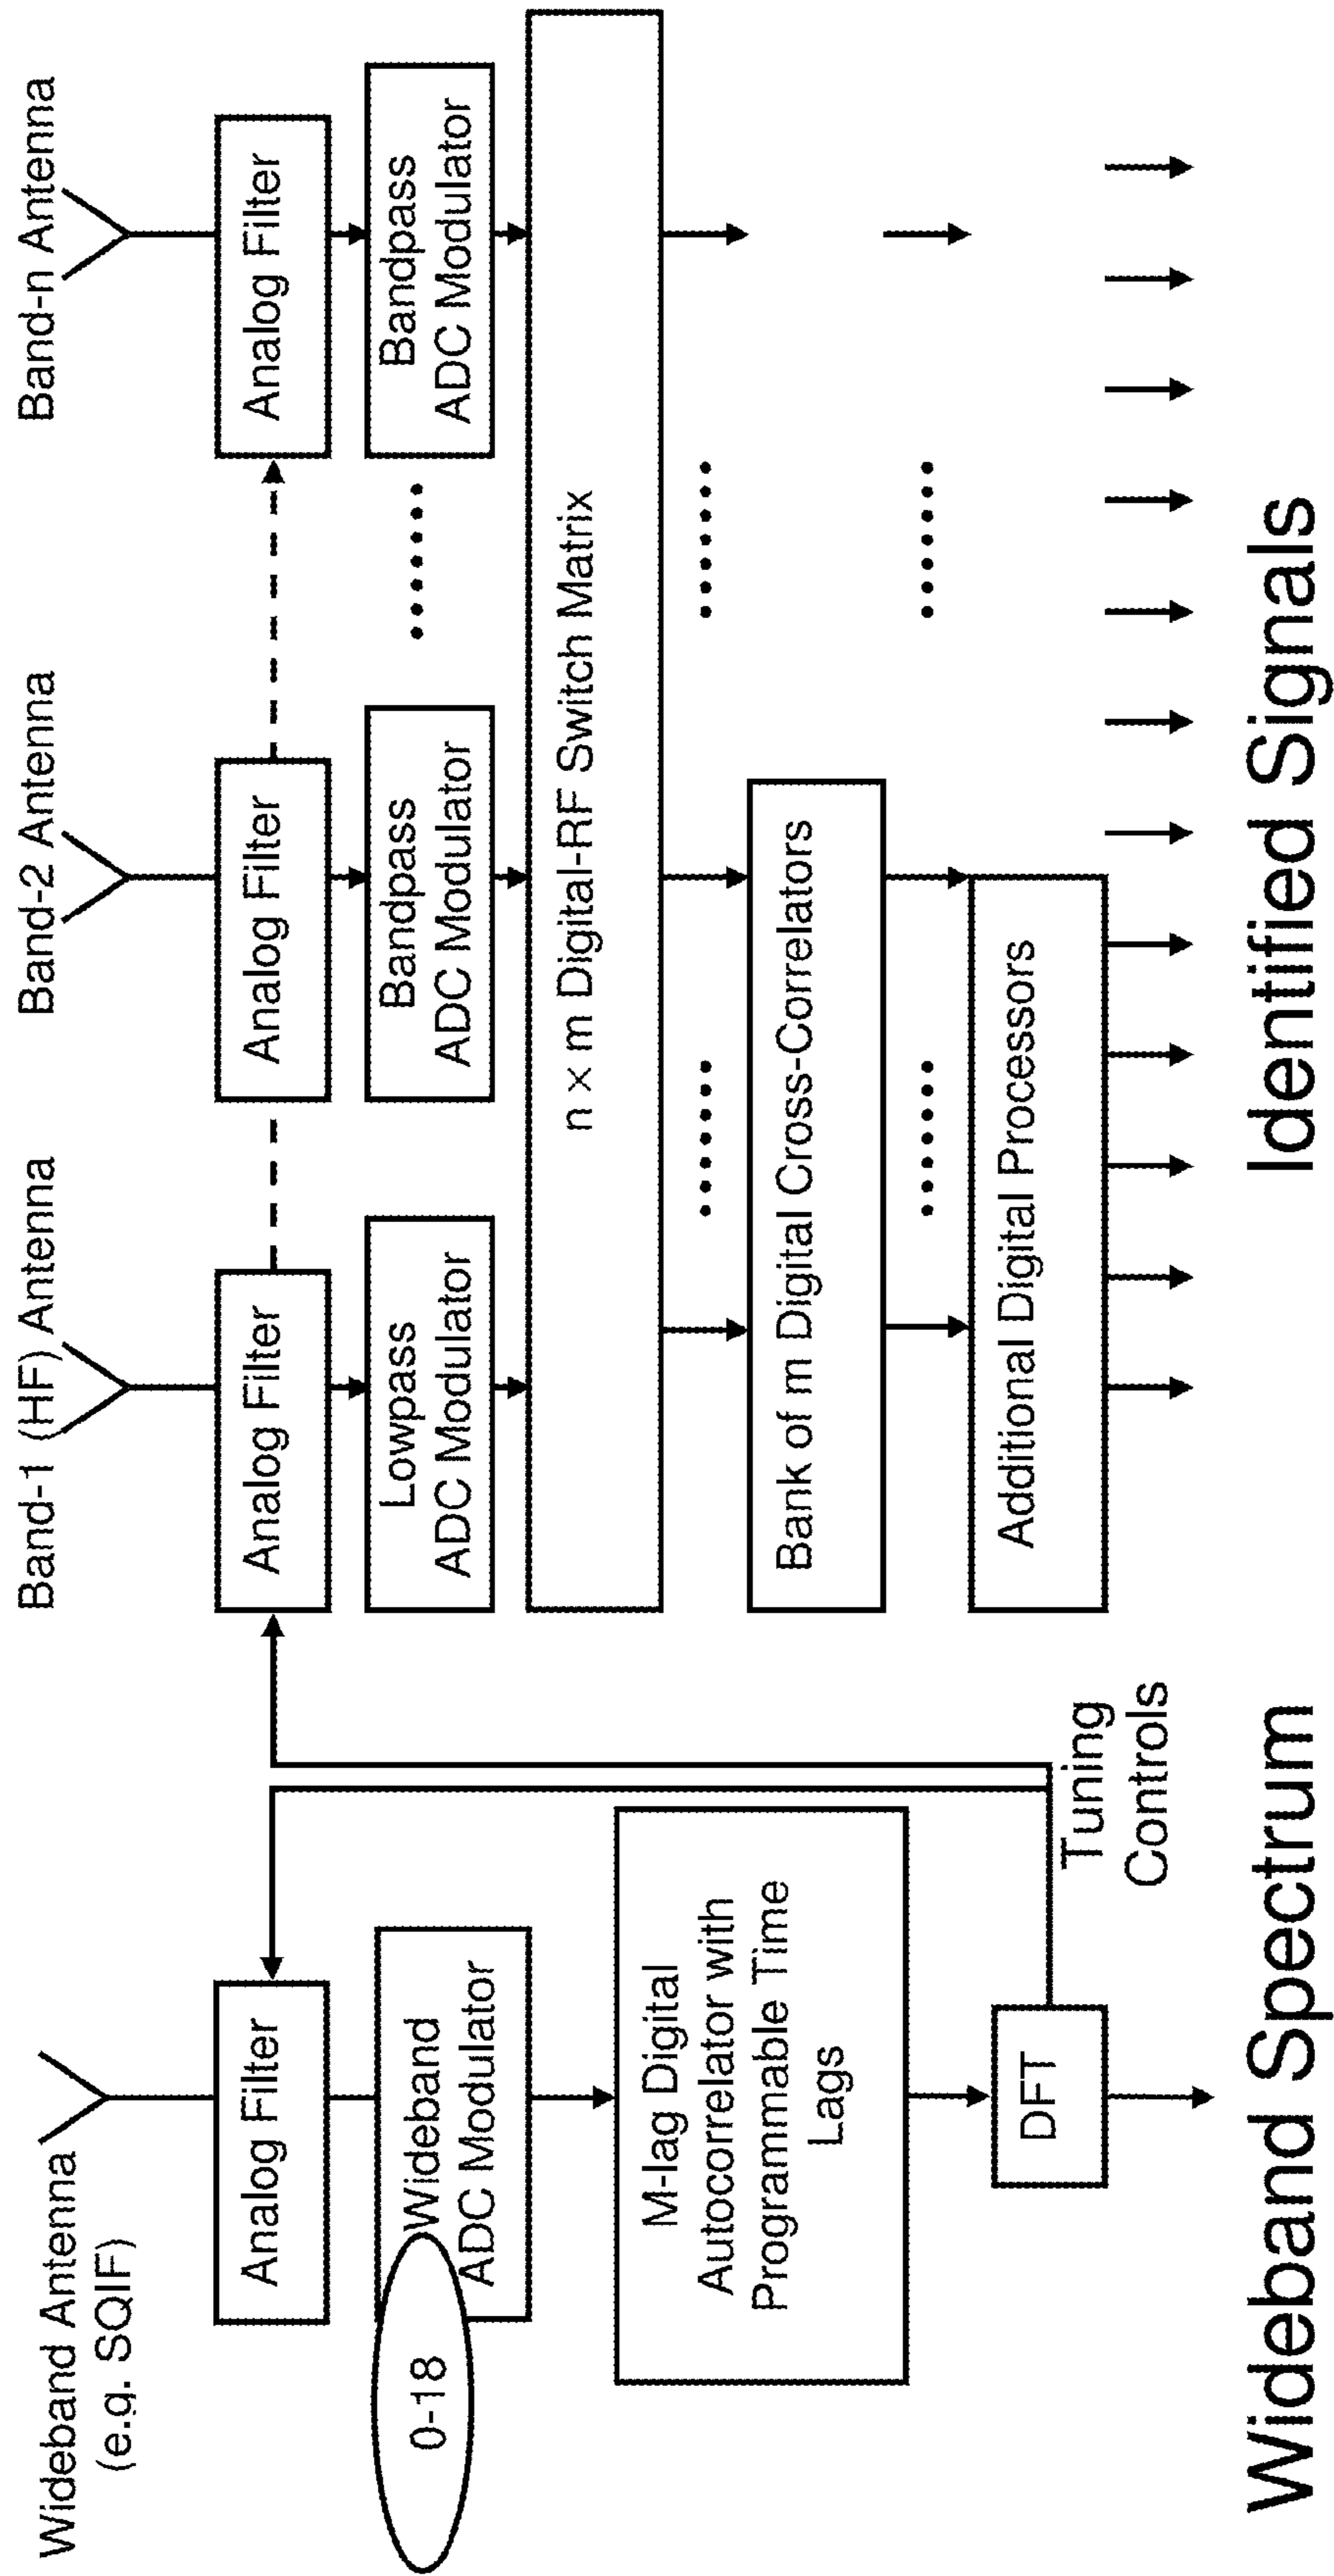 Wideband Antenna
(e.g. SQIF)
Analog Filter
0-18
Wideband
ADC Modulator
M-lag Digital
Autocorrelator with
Programmable Time
Lags
DFT
Tuning
Controls
Wideband Spectrum
Band-1 (HF) Antenna
Band-2 Antenna
Band-n Antenna
Analog Filter
Analog Filter
Analog Filter
Lowpass
ADC Modulator
Bandpass
ADC Modulator
Bandpass
ADC Modulator
n × m Digital-RF Switch Matrix
Bank of m Digital Cross-Correlators
Additional Digital Processors
Identified Signals